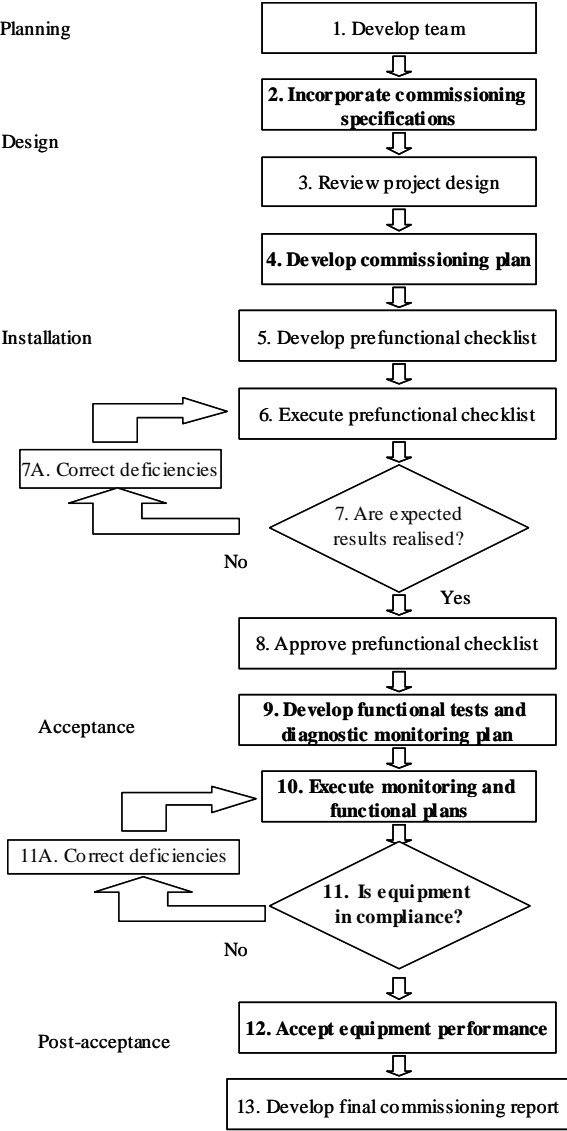 Planning
1. Develop team
2. Incorporate commissioning
specifications
Design
3. Review project design
4. Develop commissioning plan
Installation
5. Develop prefunctional checklist
6. Execute prefunctional checklist
7A. Correct deficiencies
7. Are expected
results realised?
No
Yes
8. Approve prefunctional checklist
Acceptance
9. Develop functional tests and
diagnostic monitoring plan
10. Execute monitoring and
functional plans
11A. Correct deficiencies
11. Is equipment
in compliance?
No
12. Accept equipment performance
Post-acceptance
13. Develop final commissioning report